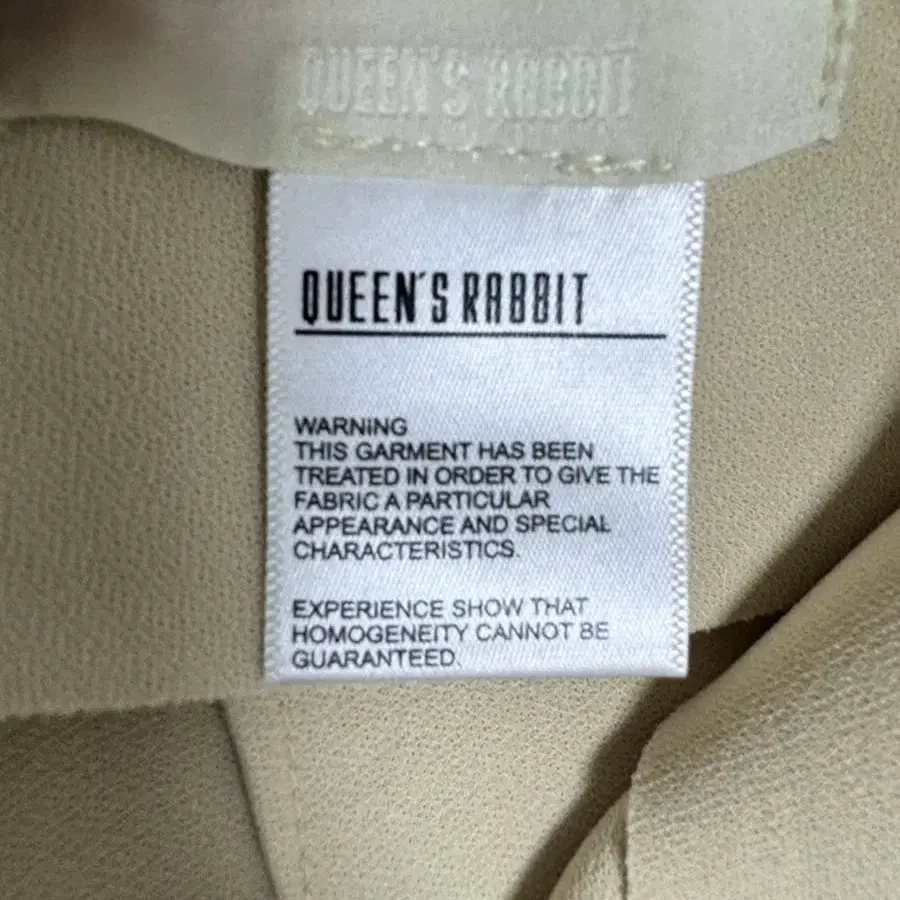 QUEEN'S RABBIT
QUEEN'S RABBIT
WARNING
THIS GARMENT HAS BEEN
TREATED IN ORDER TO GIVE THE
FABRIC A PARTICULAR
APPEARANCE AND SPECIAL
CHARACTERISTICS.
EXPERIENCE SHOW THAT
HOMOGENEITY CANNOT BE
GUARANTEED.